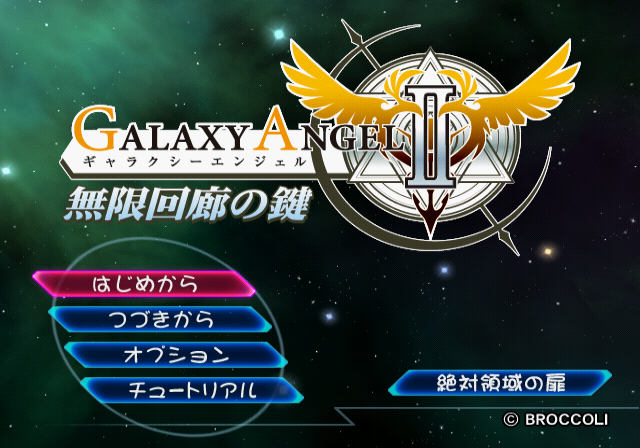 GALAXY ANGEL II
ギャラクシーエンジェル
無限回廊の鍵
はじめから
つづきから
オプション
チュートリアル
絶対領域の扉
© BROCCOLI